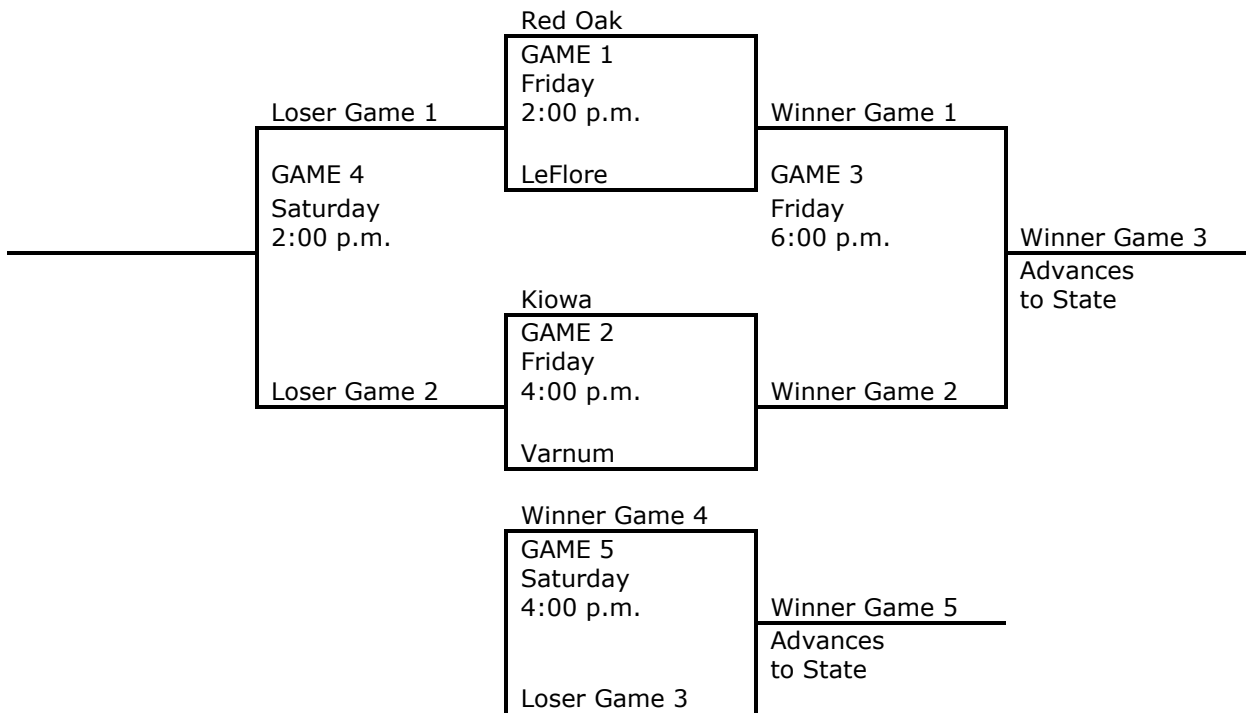 Red Oak
GAME 1
Friday
2:00 p.m.
LeFlore
Loser Game 1
GAME 4
Saturday
2:00 p.m.
Loser Game 2
Winner Game 1
GAME 3
Friday
6:00 p.m.
Winner Game 2
Winner Game 3
Advances
to State
Kiowa
GAME 2
Friday
4:00 p.m.
Varnum
Winner Game 4
GAME 5
Saturday
4:00 p.m.
Loser Game 3
Winner Game 5
Advances
to State